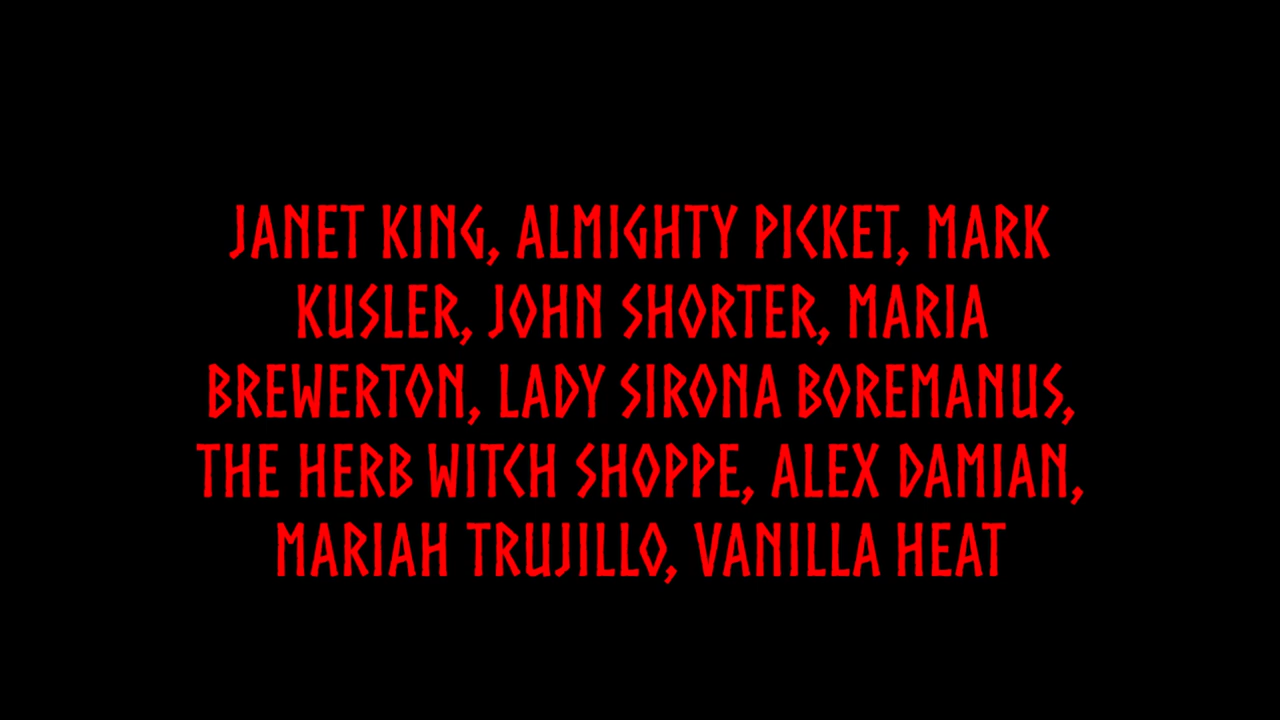 JANET KING, ALMIGHTY PICKET, MARK
KUSLER, JOHN SHORTER, MARIA
BREWERTON, LADY SIRONA BOREMANUS,
THE HERB WITCH SHOPPE, ALEX DAMIAN,
MARIAH TRUJILLO, VANILLA HEAT